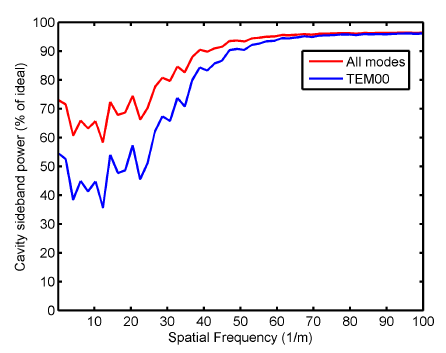 100
90
80
70
60
50
40
30
20
10
0
10 20 30 40 50 60 70 80 90 100
Cavity sideband power (% of ideal)
Spatial Frequency (1/m)
All modes
TEM00